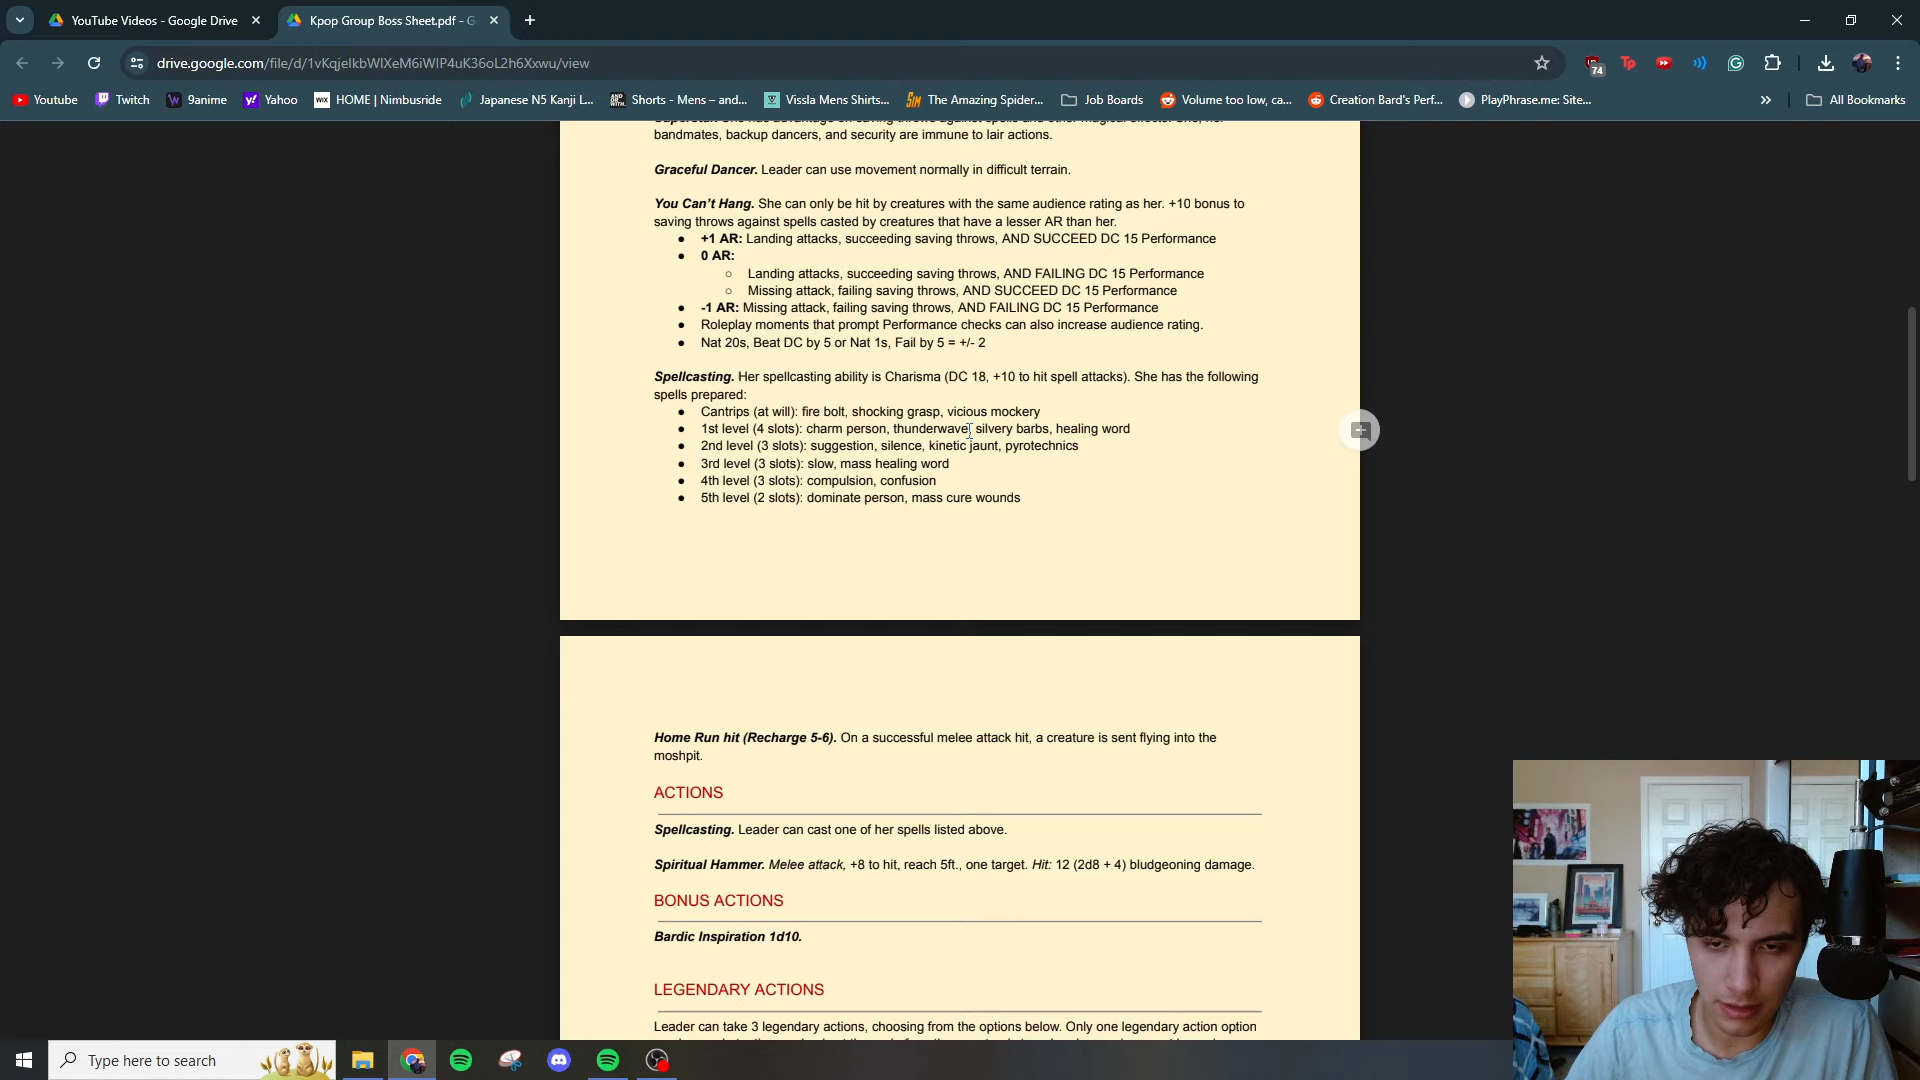 YouTube Videos - Google Drive
Kpop Group Boss Sheet.pdf - G
drive.google.com/file/d/1vKqjelkbWlXeM6iWlP4uK36oL2h6Xxwu/view
74
Youtube
Twitch
9anime
Yahoo
WIX
HOME | Nimbusride
Japanese N5 Kanji L...
Shorts - Mens – and...
Vissla Mens Shirts...
The Amazing Spider...
Job Boards
Volume too low, ca...
Creation Bard's Perf...
PlayPhrase.me: Site...
All Bookmarks
bandmates, backup dancers, and security are immune to lair actions.
Graceful Dancer. Leader can use movement normally in difficult terrain.
You Can't Hang. She can only be hit by creatures with the same audience rating as her. +10 bonus to
saving throws against spells casted by creatures that have a lesser AR than her.
● +1 AR: Landing attacks, succeeding saving throws, AND SUCCEED DC 15 Performance
● 0 AR:
○ Landing attacks, succeeding saving throws, AND FAILING DC 15 Performance
○ Missing attack, failing saving throws, AND SUCCEED DC 15 Performance
● -1 AR: Missing attack, failing saving throws, AND FAILING DC 15 Performance
● Roleplay moments that prompt Performance checks can also increase audience rating.
● Nat 20s, Beat DC by 5 or Nat 1s, Fail by 5 = +/- 2
Spellcasting. Her spellcasting ability is Charisma (DC 18, +10 to hit spell attacks). She has the following
spells prepared:
● Cantrips (at will): fire bolt, shocking grasp, vicious mockery
● 1st level (4 slots): charm person, thunderwave, silvery barbs, healing word
● 2nd level (3 slots): suggestion, silence, kinetic jaunt, pyrotechnics
● 3rd level (3 slots): slow, mass healing word
● 4th level (3 slots): compulsion, confusion
● 5th level (2 slots): dominate person, mass cure wounds
Home Run hit (Recharge 5-6). On a successful melee attack hit, a creature is sent flying into the
moshpit.
ACTIONS
Spellcasting. Leader can cast one of her spells listed above.
Spiritual Hammer. Melee attack, +8 to hit, reach 5ft., one target. Hit: 12 (2d8 + 4) bludgeoning damage.
BONUS ACTIONS
Bardic Inspiration 1d10.
LEGENDARY ACTIONS
Leader can take 3 legendary actions, choosing from the options below. Only one legendary action option
Type here to search